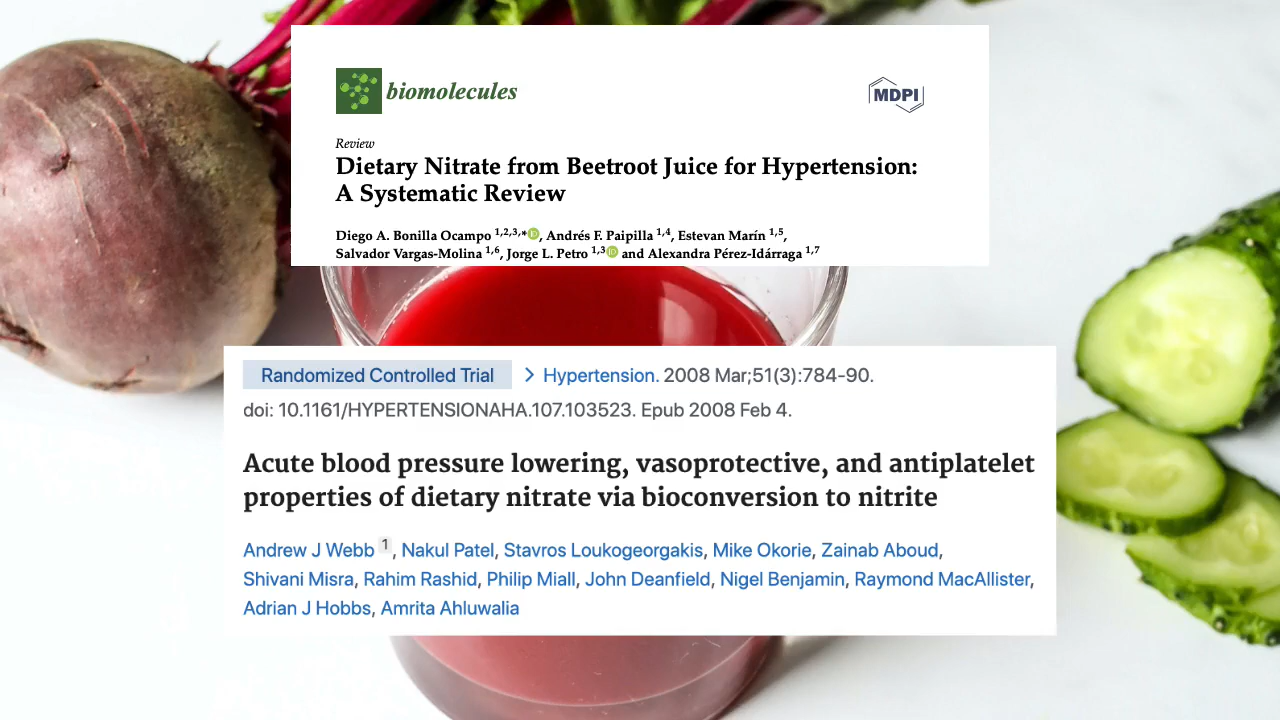 biomolecules
MDPI
Review
Dietary Nitrate from Beetroot Juice for Hypertension:
A Systematic Review
Diego A. Bonilla Ocampo 1,2,3,* iD, Andrés F. Paipilla 1,4, Estevan Marín 1,5,
Salvador Vargas-Molina 1,6, Jorge L. Petro 1,3 iD and Alexandra Pérez-Idárraga 1,7
Randomized Controlled Trial > Hypertension. 2008 Mar;51(3):784-90.
doi: 10.1161/HYPERTENSIONAHA.107.103523. Epub 2008 Feb 4.
Acute blood pressure lowering, vasoprotective, and antiplatelet
properties of dietary nitrate via bioconversion to nitrite
Andrew J Webb 1, Nakul Patel, Stavros Loukogeorgakis, Mike Okorie, Zainab Aboud,
Shivani Misra, Rahim Rashid, Philip Miall, John Deanfield, Nigel Benjamin, Raymond MacAllister,
Adrian J Hobbs, Amrita Ahluwalia